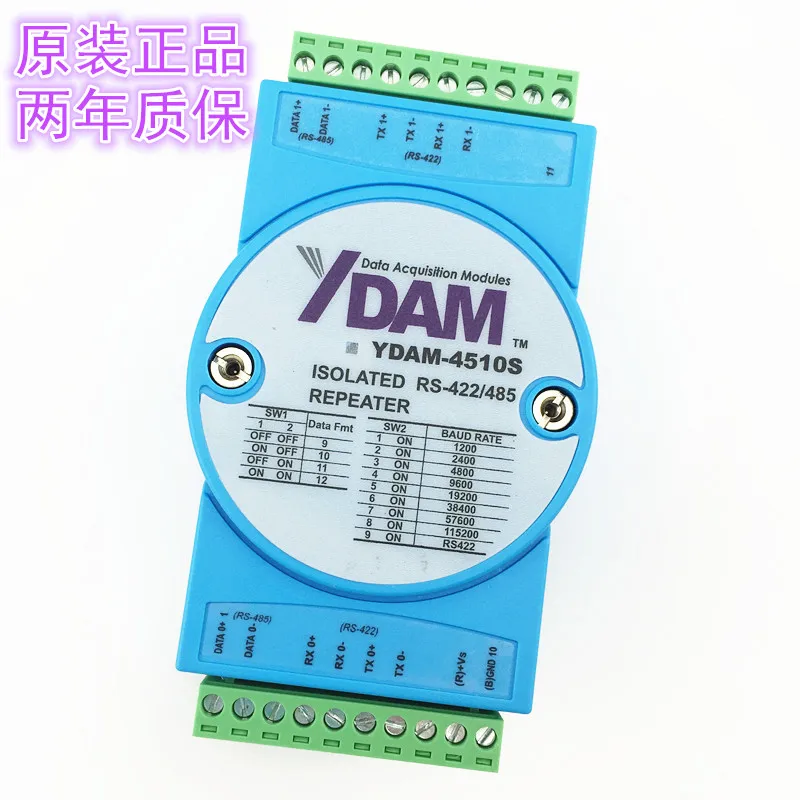 原装正品
两年质保
DATA 1+
DATA 1-
(RS-485)
TX 1+
TX 1-
(RS-422)
RX 1+
RX 1-
11
Data Acquisition Modules
YDAM™
YDAM-4510S
ISOLATED RS-422/485
REPEATER
SW1
1 2 Data Fmt
OFF OFF 9
ON OFF 10
OFF ON 11
ON ON 12
SW2 BAUD RATE
1 ON 1200
2 ON 2400
3 ON 4800
4 ON 9600
5 ON 19200
6 ON 38400
7 ON 57600
8 ON 115200
9 ON RS422
DATA 0+ 1
(RS-485)
DATA 0-
RX 0+
RX 0-
(RS-422)
TX 0+
TX 0-
(R)+Vs
(B)GND 10